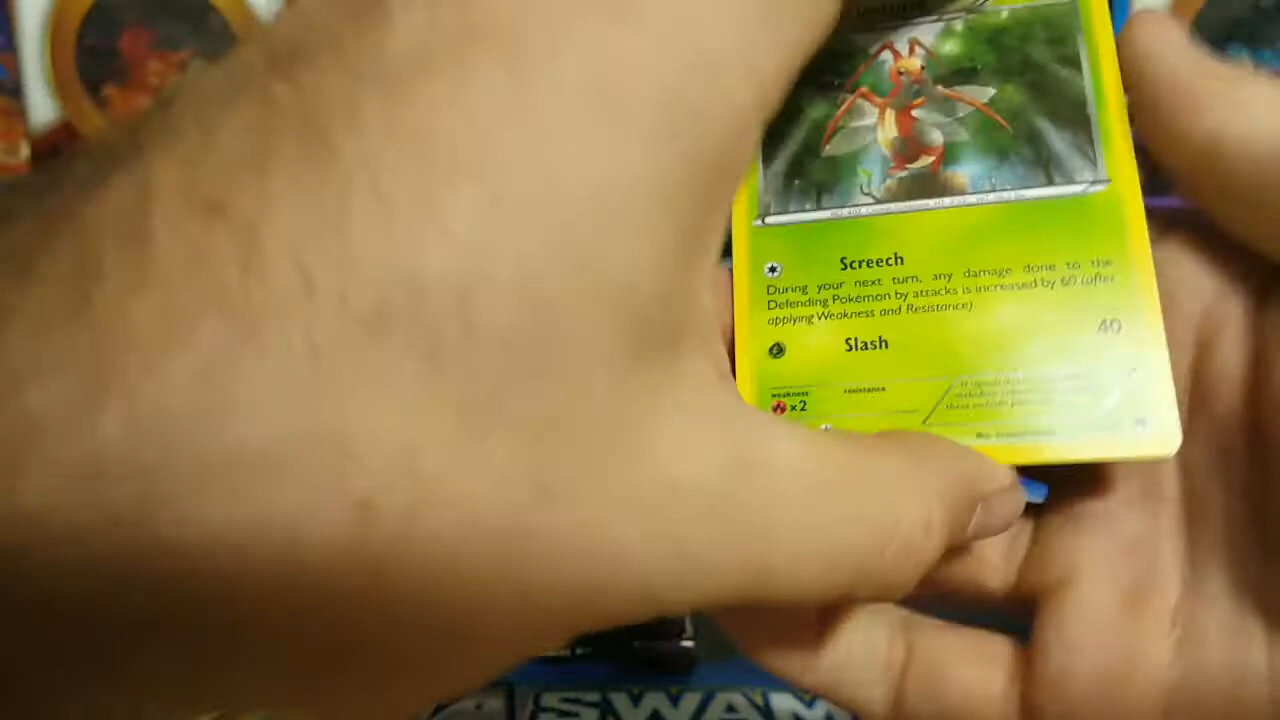 Screech
During your next turn, any damage done to the
Defending Pokémon by attacks is increased by 60 (after
applying Weakness and Resistance).
40
Slash
weakness
resistance
x2
SWAM